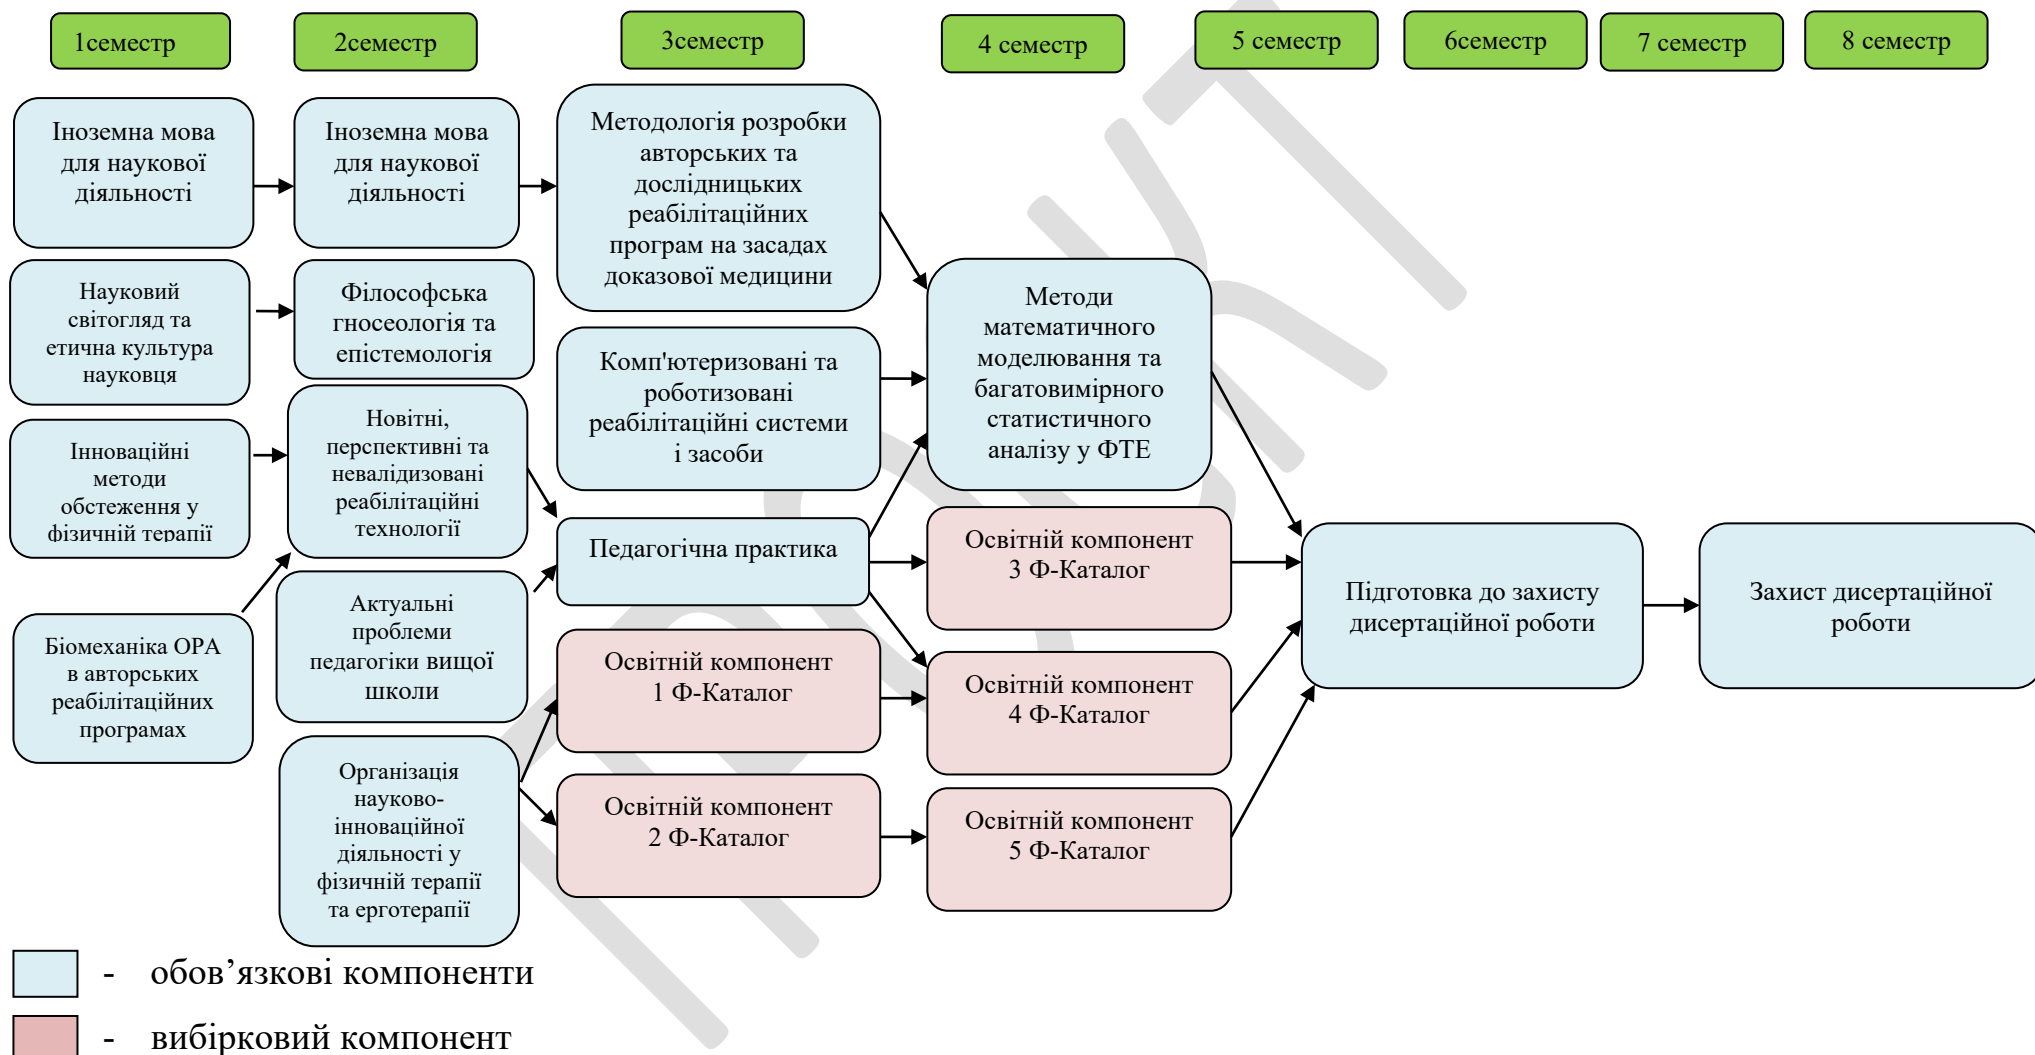 1семестр
2семестр
3семестр
4 семестр
5 семестр
6семестр
7 семестр
8 семестр
Іноземна мова
для наукової
діяльності
Науковий
світогляд та
етична культура
науковця
Інноваційні
методи
обстеження у
фізичній терапії
Біомеханіка ОРА
в авторських
реабілітаційних
програмах
Іноземна мова
для наукової
діяльності
Філософська
гносеологія та
епістемологія
Новітні,
перспективні та
невалідизовані
реабілітаційні
технології
Актуальні
проблеми
педагогіки вищої
школи
Організація
науково-
інноваційної
діяльності у
фізичній терапії
та ерготерапії
Методологія розробки
авторських та
дослідницьких
реабілітаційних
програм на засадах
доказової медицини
Комп'ютеризовані та
роботизовані
реабілітаційні системи
і засоби
Педагогічна практика
Освітній компонент
1 Ф-Каталог
Освітній компонент
2 Ф-Каталог
Методи
математичного
моделювання та
багатовимірного
статистичного
аналізу у ФТЕ
Освітній компонент
3 Ф-Каталог
Освітній компонент
4 Ф-Каталог
Освітній компонент
5 Ф-Каталог
Підготовка до захисту
дисертаційної роботи
Захист дисертаційної
роботи
- обов’язкові компоненти
- вибірковий компонент
ПРОЄКТ